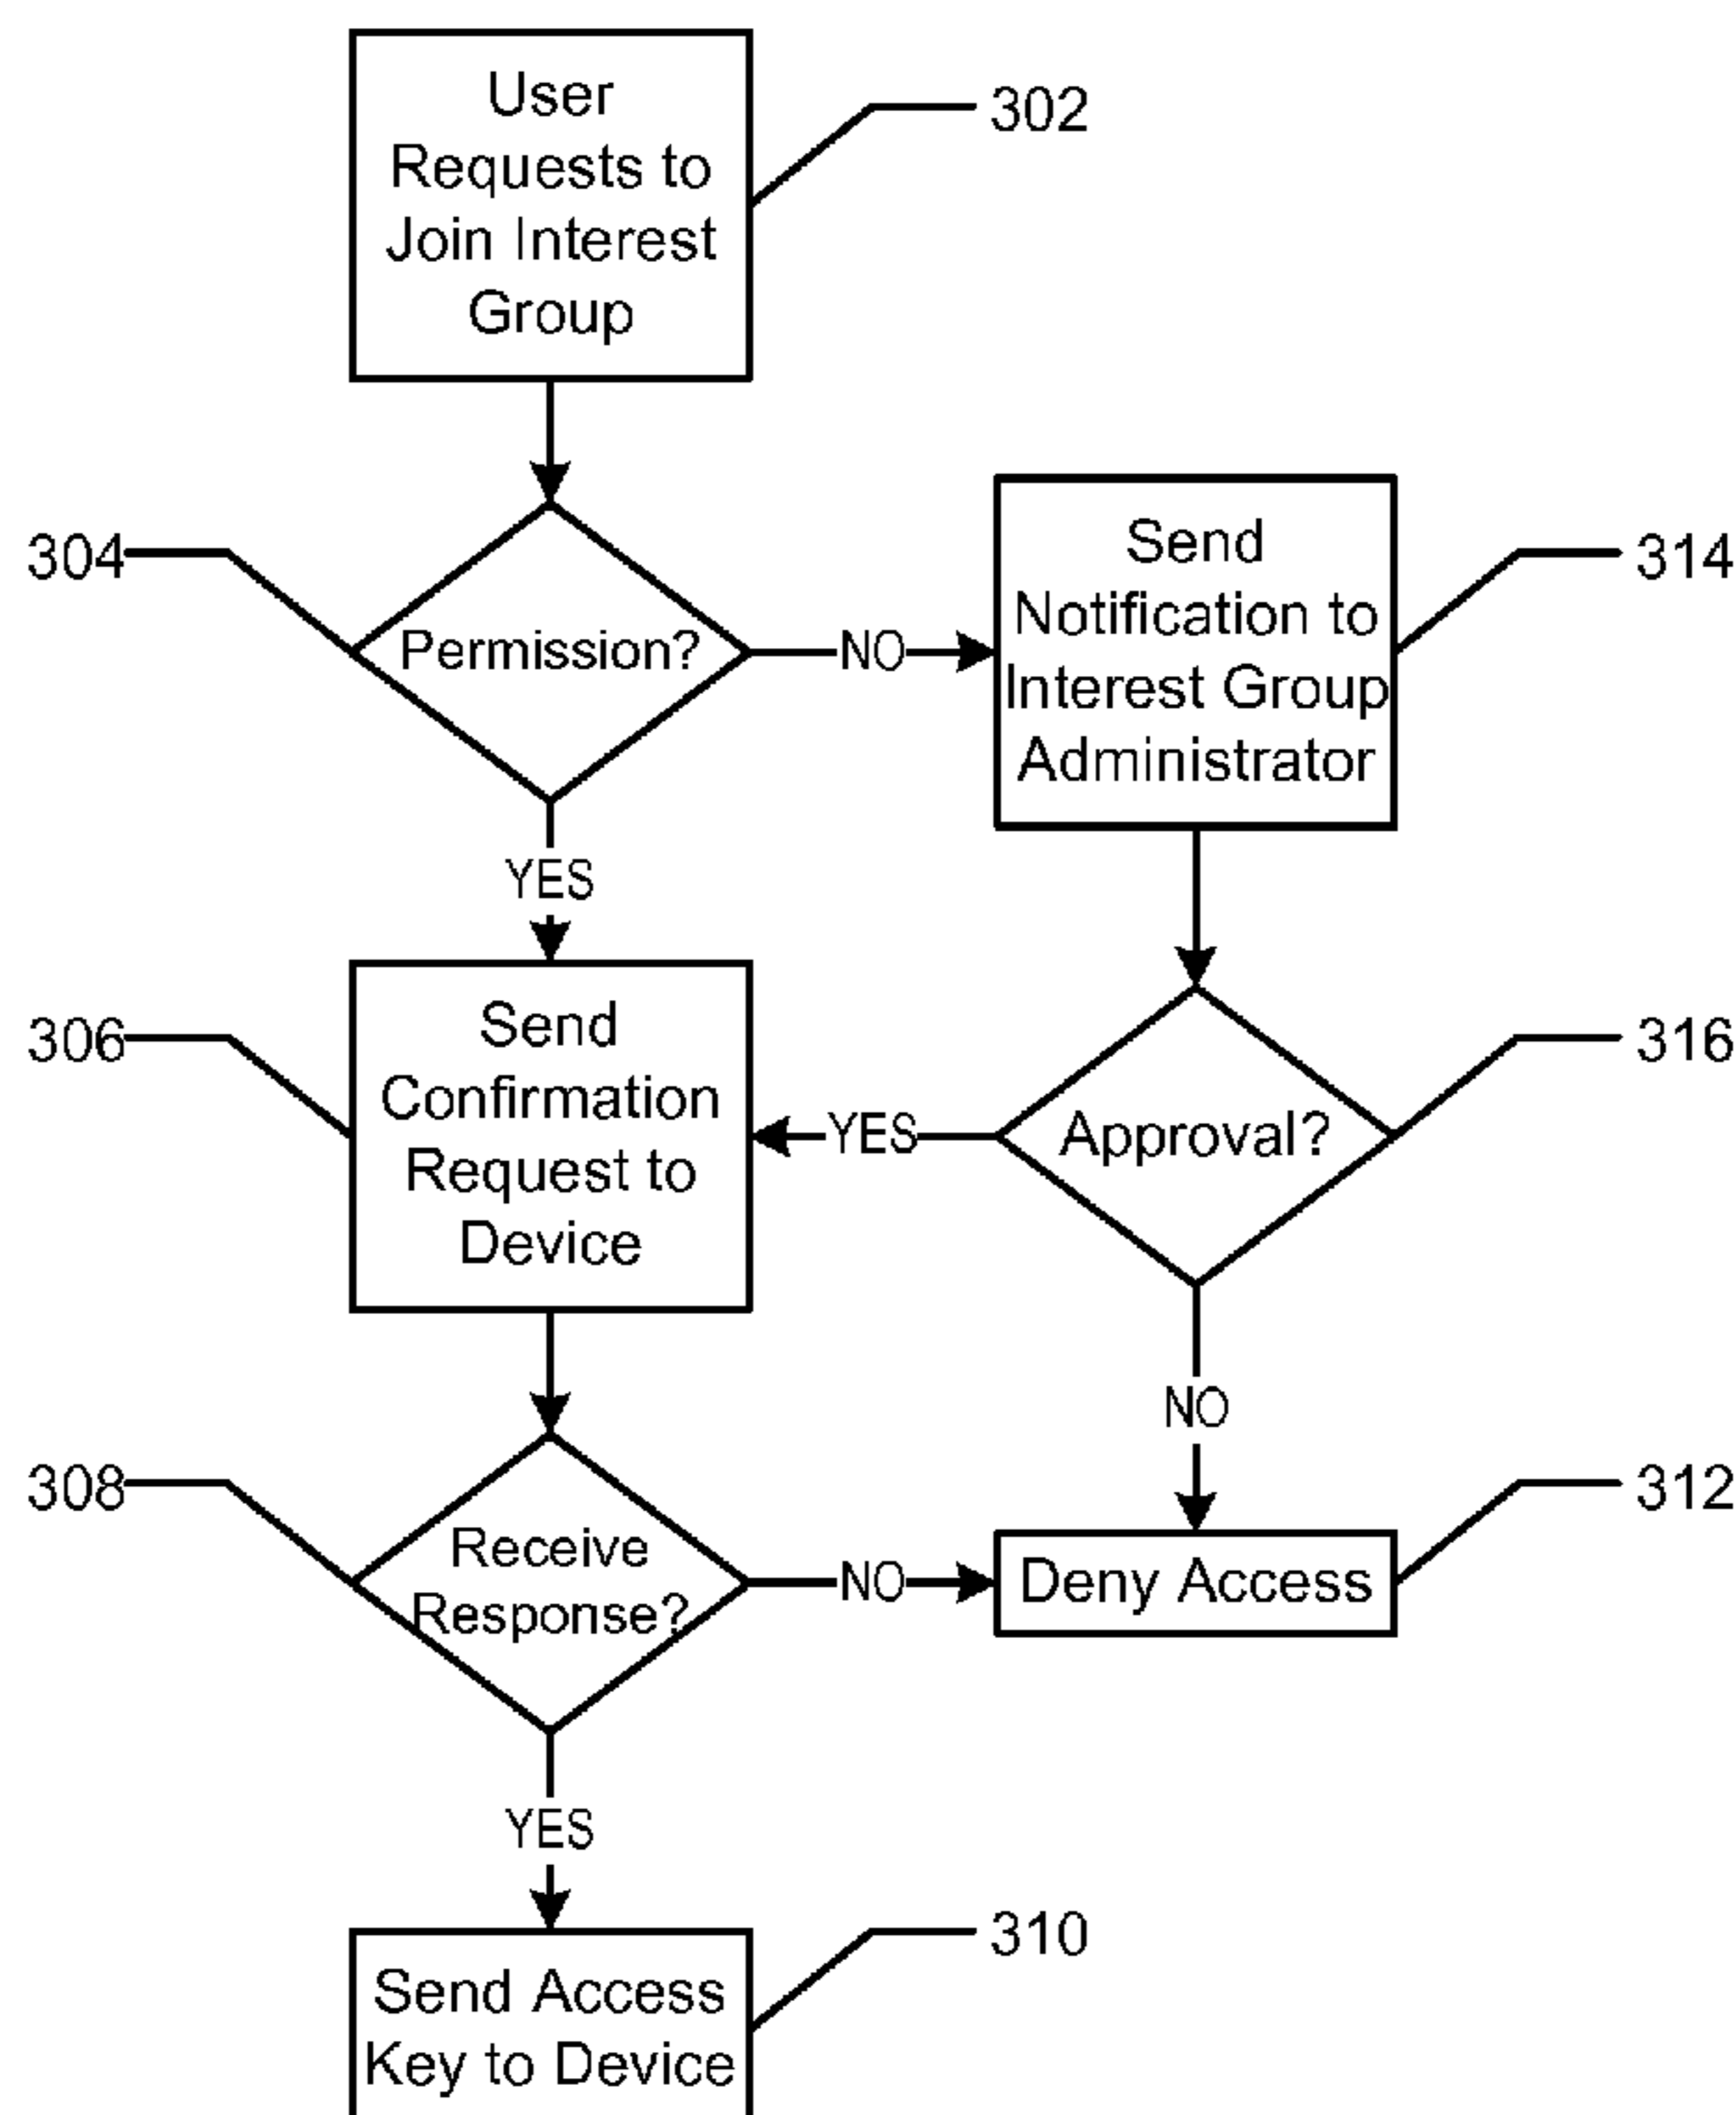 User
Requests to
Join Interest
Group
302
304
Permission?
NO
Send
Notification to
Interest Group
Administrator
314
YES
306
Send
Confirmation
Request to
Device
YES
Approval?
316
NO
308
Receive
Response?
NO
Deny Access
312
YES
Send Access
Key to Device
310